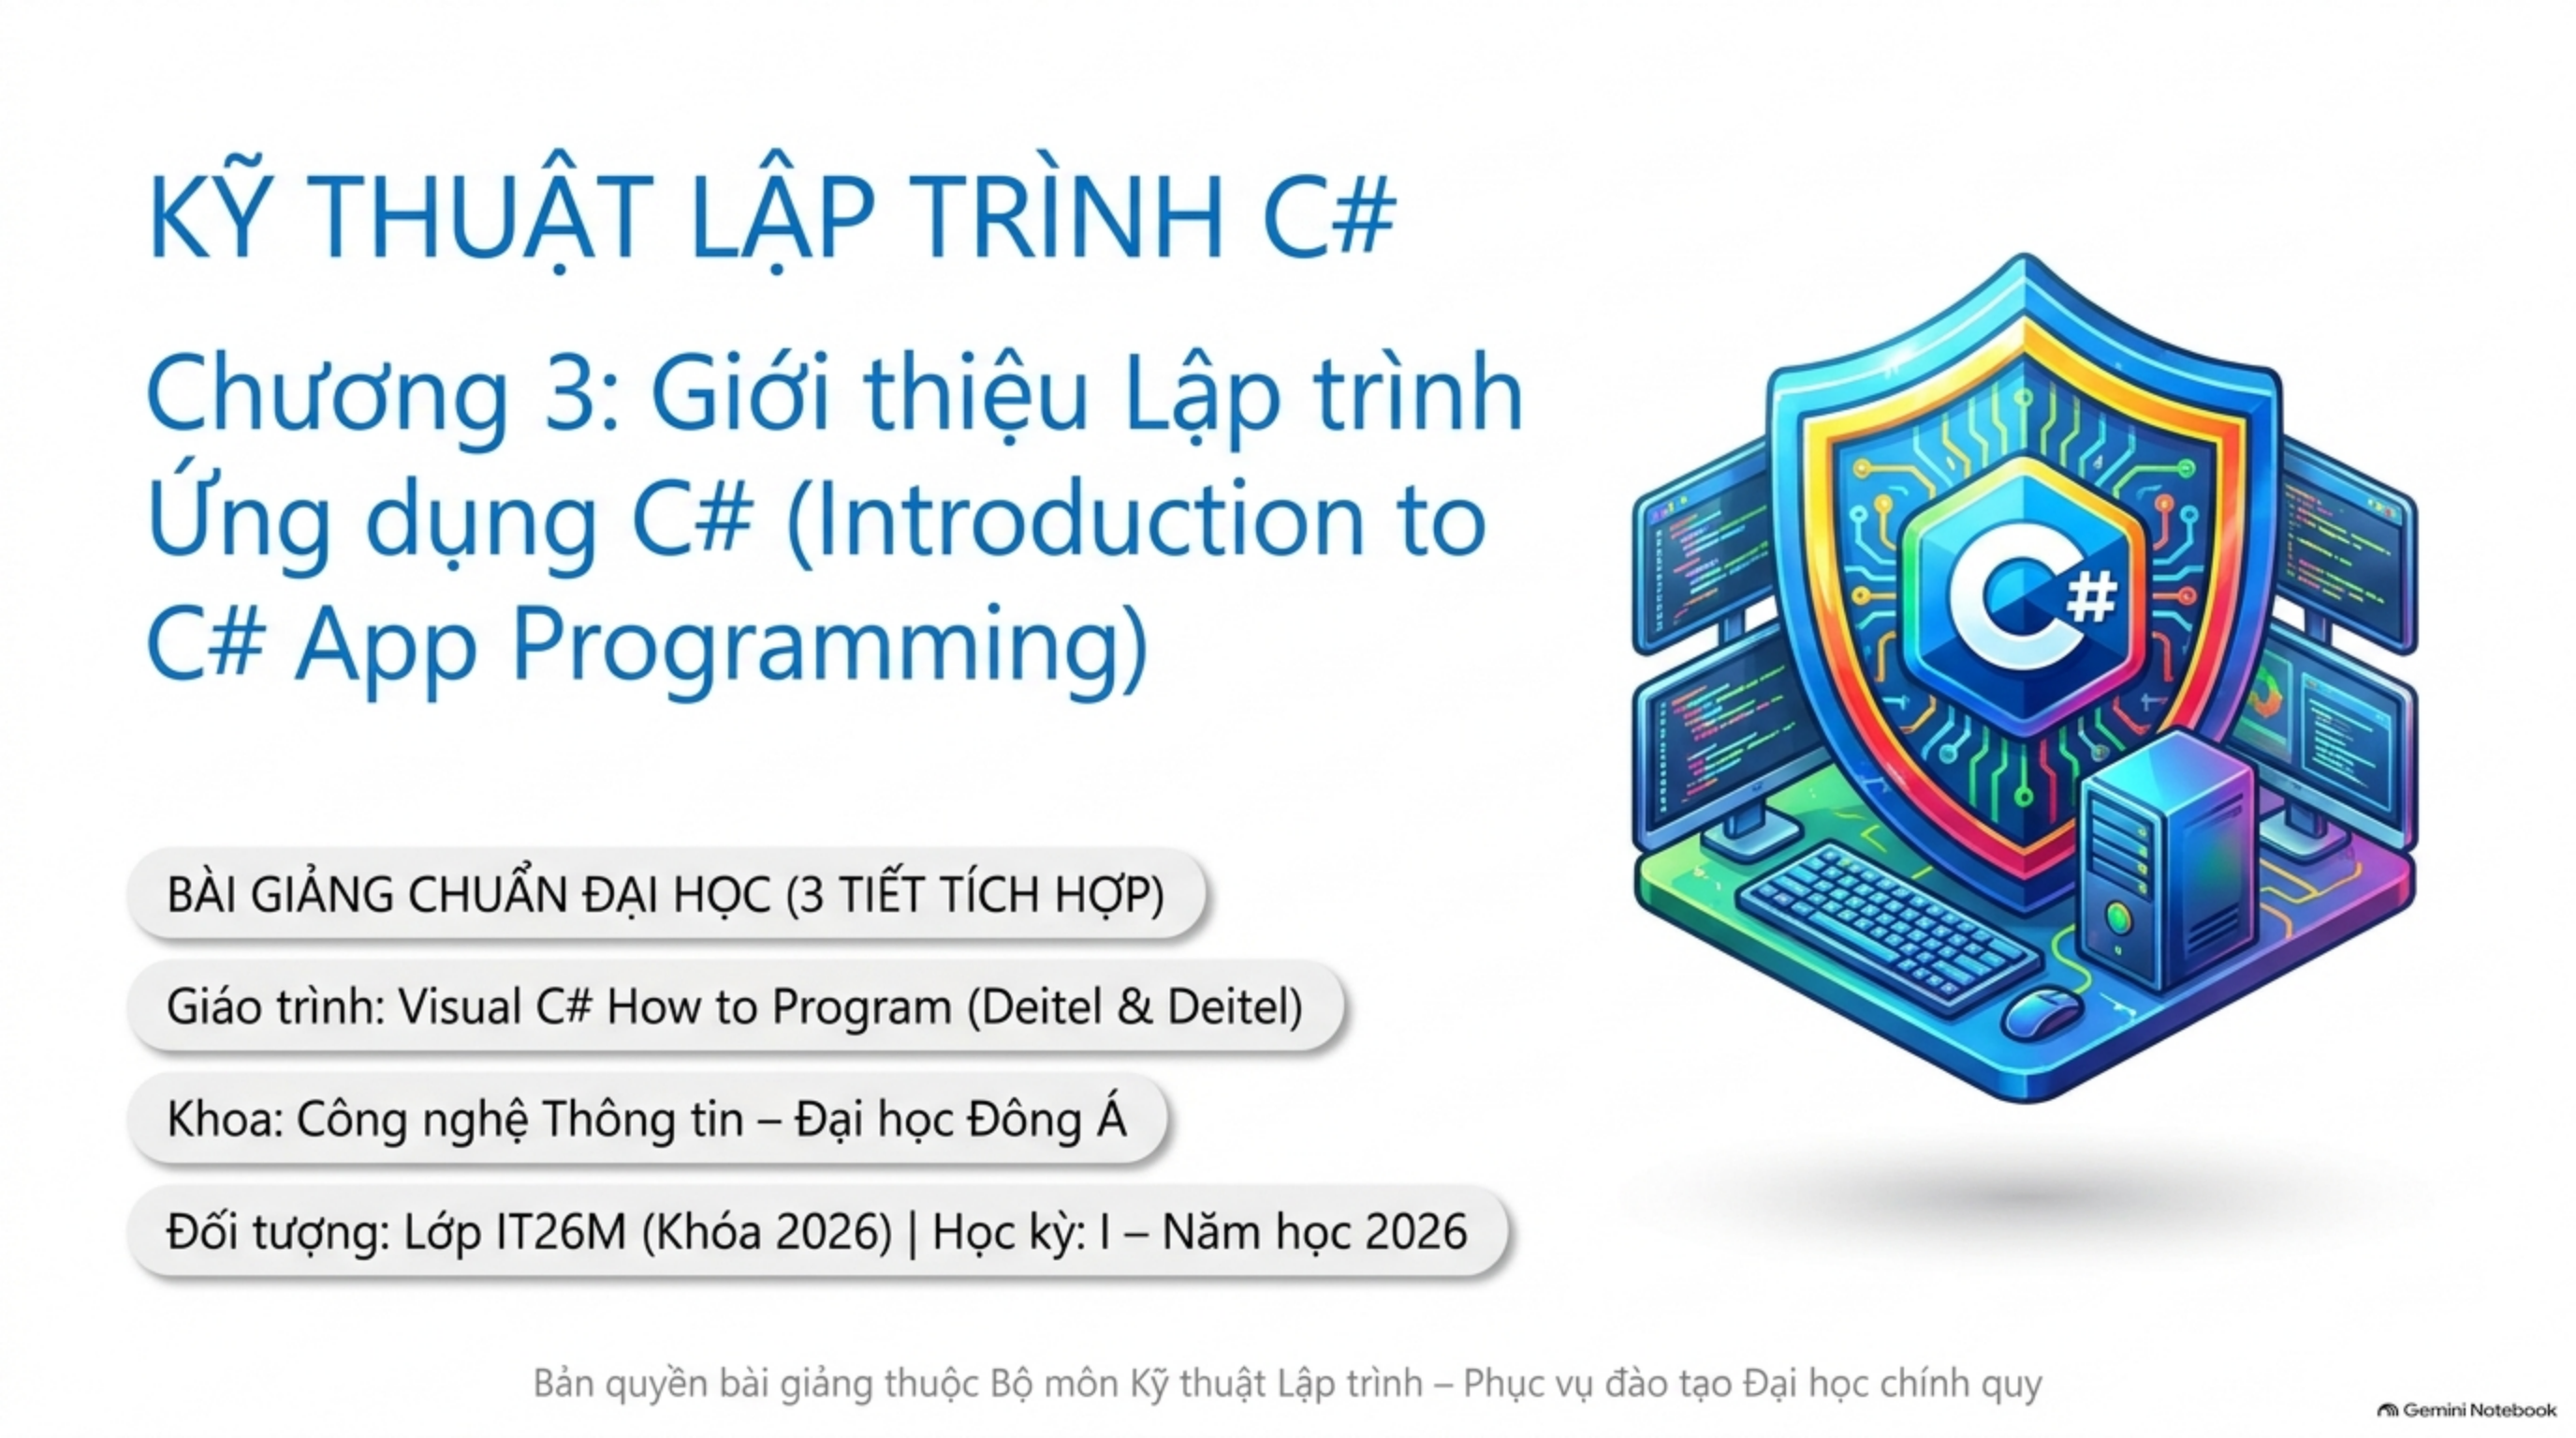 KỸ THUẬT LẬP TRÌNH C#
Chương 3: Giới thiệu Lập trình
Ứng dụng C# (Introduction to
C# App Programming)
C#
BÀI GIẢNG CHUẨN ĐẠI HỌC (3 TIẾT TÍCH HỢP)
Giáo trình: Visual C# How to Program (Deitel & Deitel)
Khoa: Công nghệ Thông tin – Đại học Đông Á
Đối tượng: Lớp IT26M (Khóa 2026) | Học kỳ: I – Năm học 2026
Bản quyền bài giảng thuộc Bộ môn Kỹ thuật Lập trình – Phục vụ đào tạo Đại học chính quy
Gemini Notebook